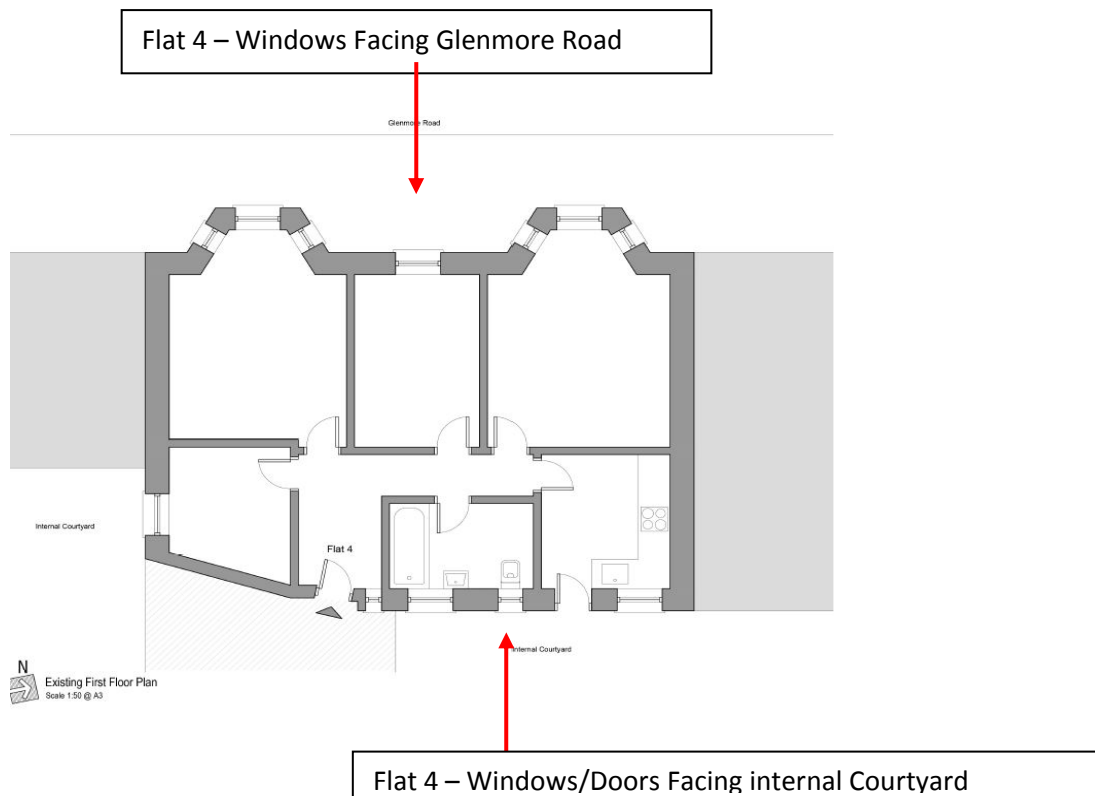 Flat 4 – Windows Facing Glenmore Road
Glenmore Road
Internal Courtyard
Flat 4
Internal Courtyard
N
Existing First Floor Plan
Scale 1:50 @ A3
Flat 4 – Windows/Doors Facing internal Courtyard